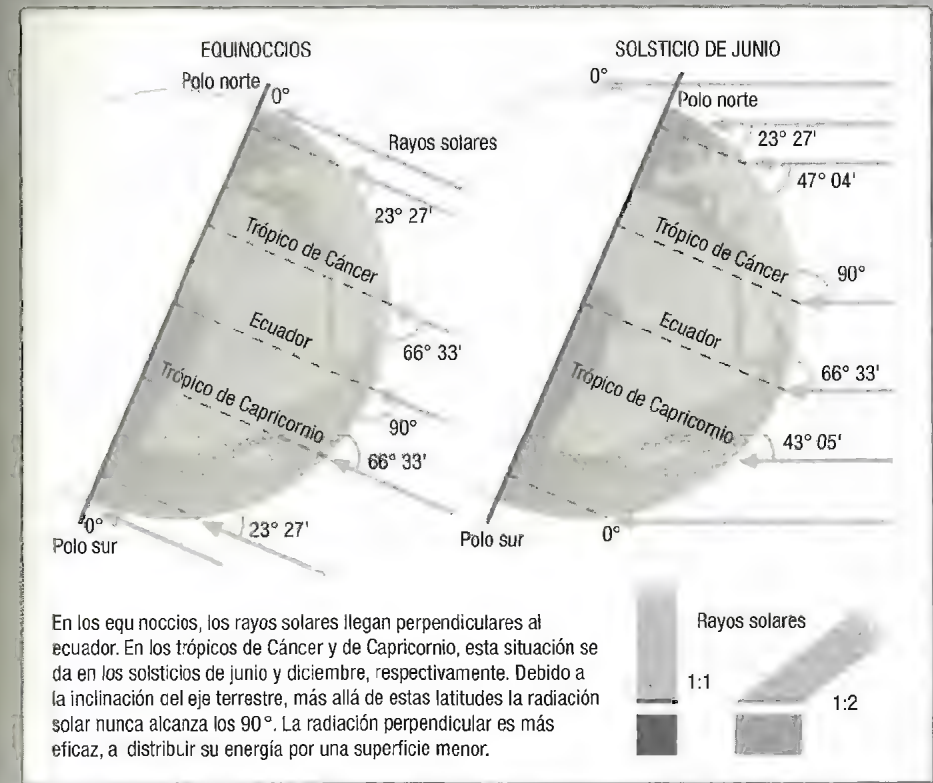 EQUINOCCIOS
Polo norte
0°
Rayos solares
23° 27'
Trópico de Cáncer
66° 33'
Ecuador
90°
Trópico de Capricornio
66° 33'
0°
23° 27'
Polo sur
SOLSTICIO DE JUNIO
0°
Polo norte
23° 27'
47° 04'
Trópico de Cáncer
90°
Ecuador
66° 33'
Trópico de Capricornio
43° 05'
Polo sur
0°
En los equ noccios, los rayos solares llegan perpendiculares al
ecuador. En los trópicos de Cáncer y de Capricornio, esta situación se
da en los solsticios de junio y diciembre, respectivamente. Debido a
la inclinación del eje terrestre, más allá de estas latitudes la radiación
solar nunca alcanza los 90°. La radiación perpendicular es más
eficaz, a distribuir su energía por una superficie menor.
Rayos solares
1:1
1:2